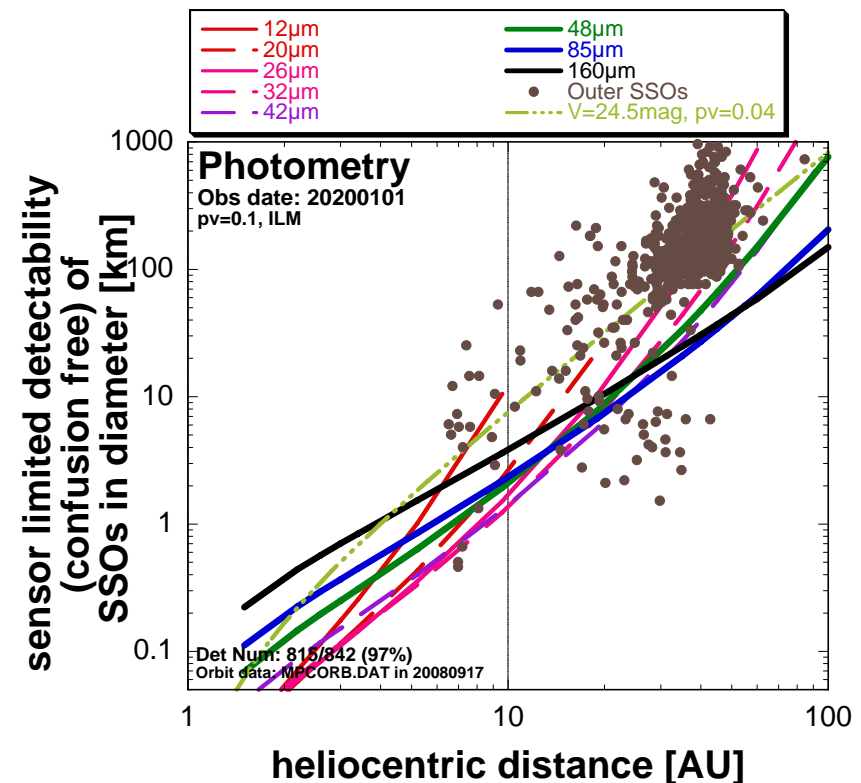 12µm
20µm
26µm
32µm
42µm
48µm
85µm
160µm
Outer SSOs
V=24.5mag, pv=0.04
Photometry
Obs date: 20200101
pv=0.1, ILM
1000
100
10
1
0.1
sensor limited detectability
(confusion free) of
SSOs in diameter [km]
Det Num: 815/842 (97%)
Orbit data: MPCORB.DAT in 20080917
1
10
100
heliocentric distance [AU]